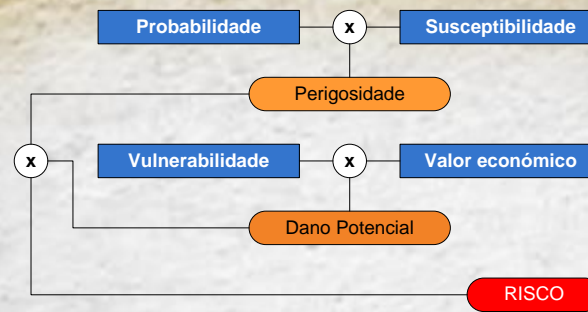 Probabilidade x Susceptibilidade
Perigosidade
x Vulnerabilidade x Valor económico
Dano Potencial
RISCO